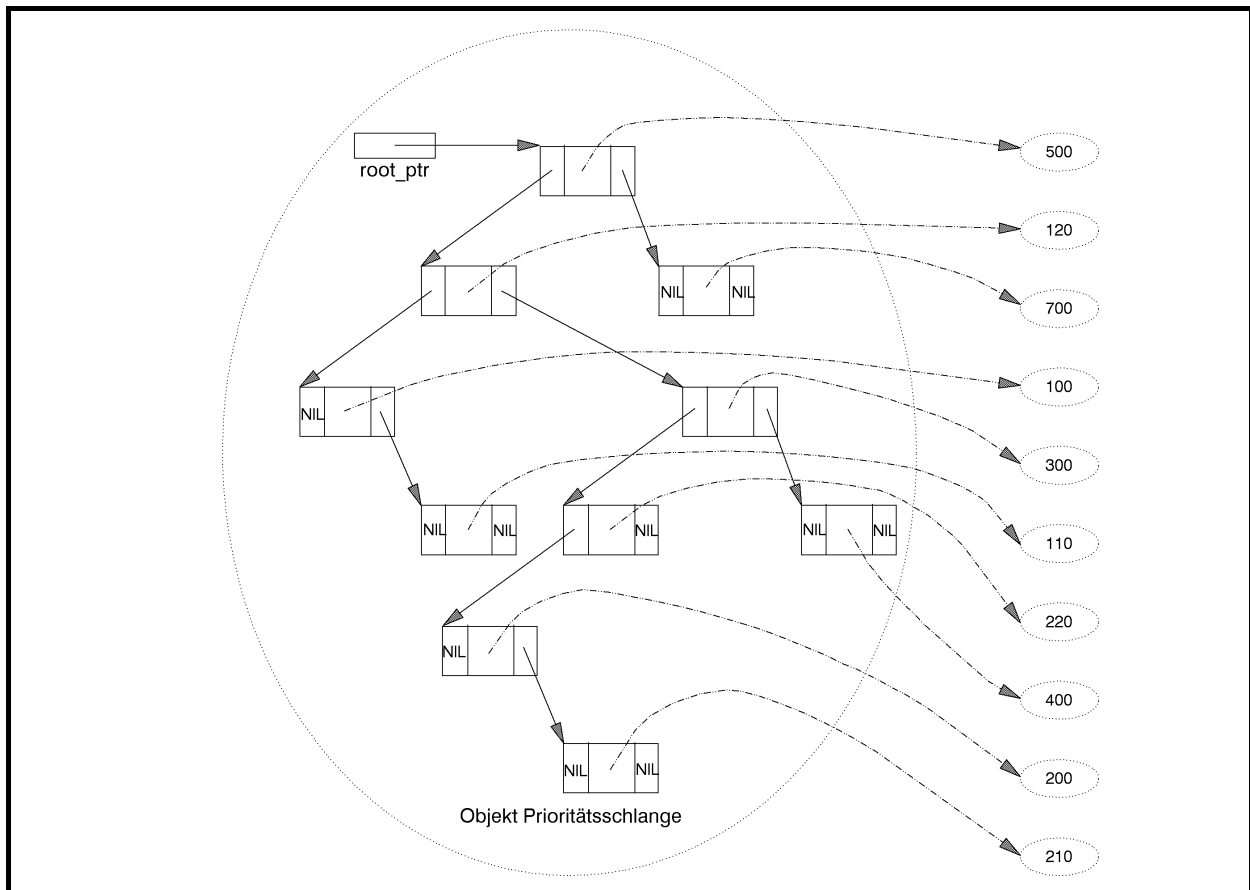 500
root_ptr
120
NIL NIL
700
100
NIL
300
NIL NIL NIL NIL NIL
110
220
NIL
400
NIL NIL
200
Objekt Prioritätsschlange
210